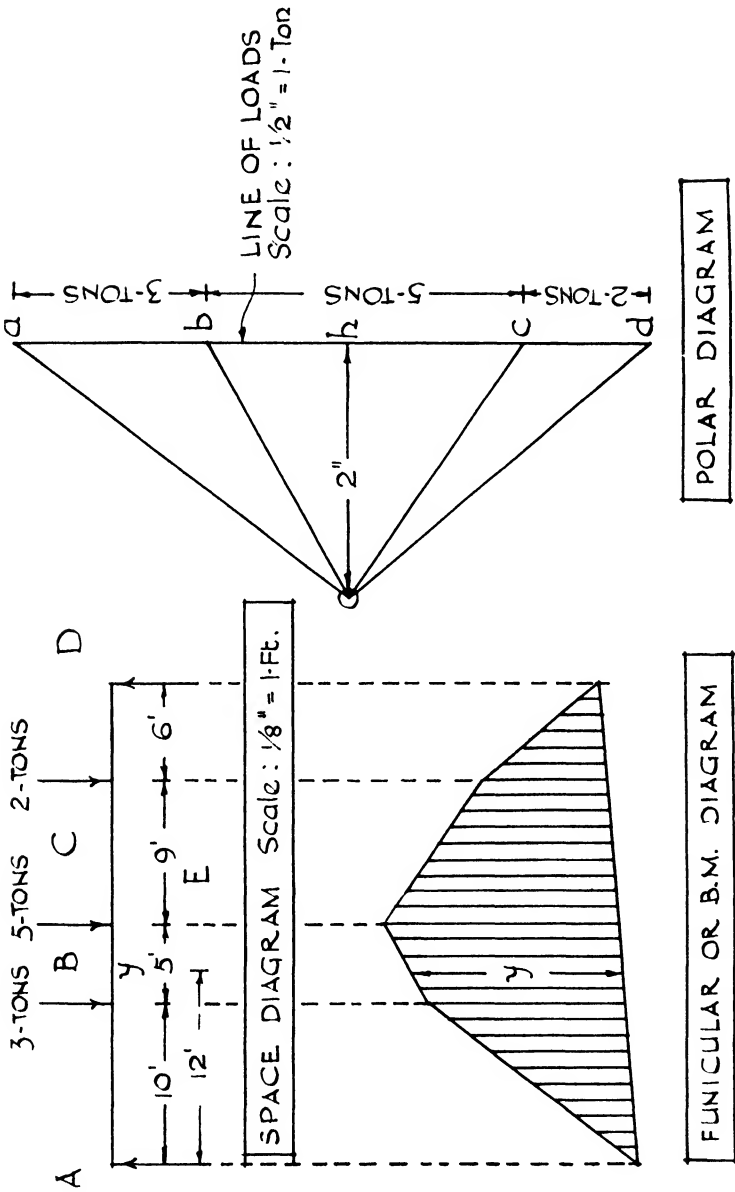 3-TONS 5-TONS 2-TONS
A B C D
y
10' 5' 9' 6'
12' E
SPACE DIAGRAM Scale: 1/8" = 1-Ft.
y
FUNICULAR OR B.M. DIAGRAM
a
b
h
c
d
O
2"
3-TONS
5-TONS
2-TONS
LINE OF LOADS
Scale: 1/2" = 1-Ton
POLAR DIAGRAM